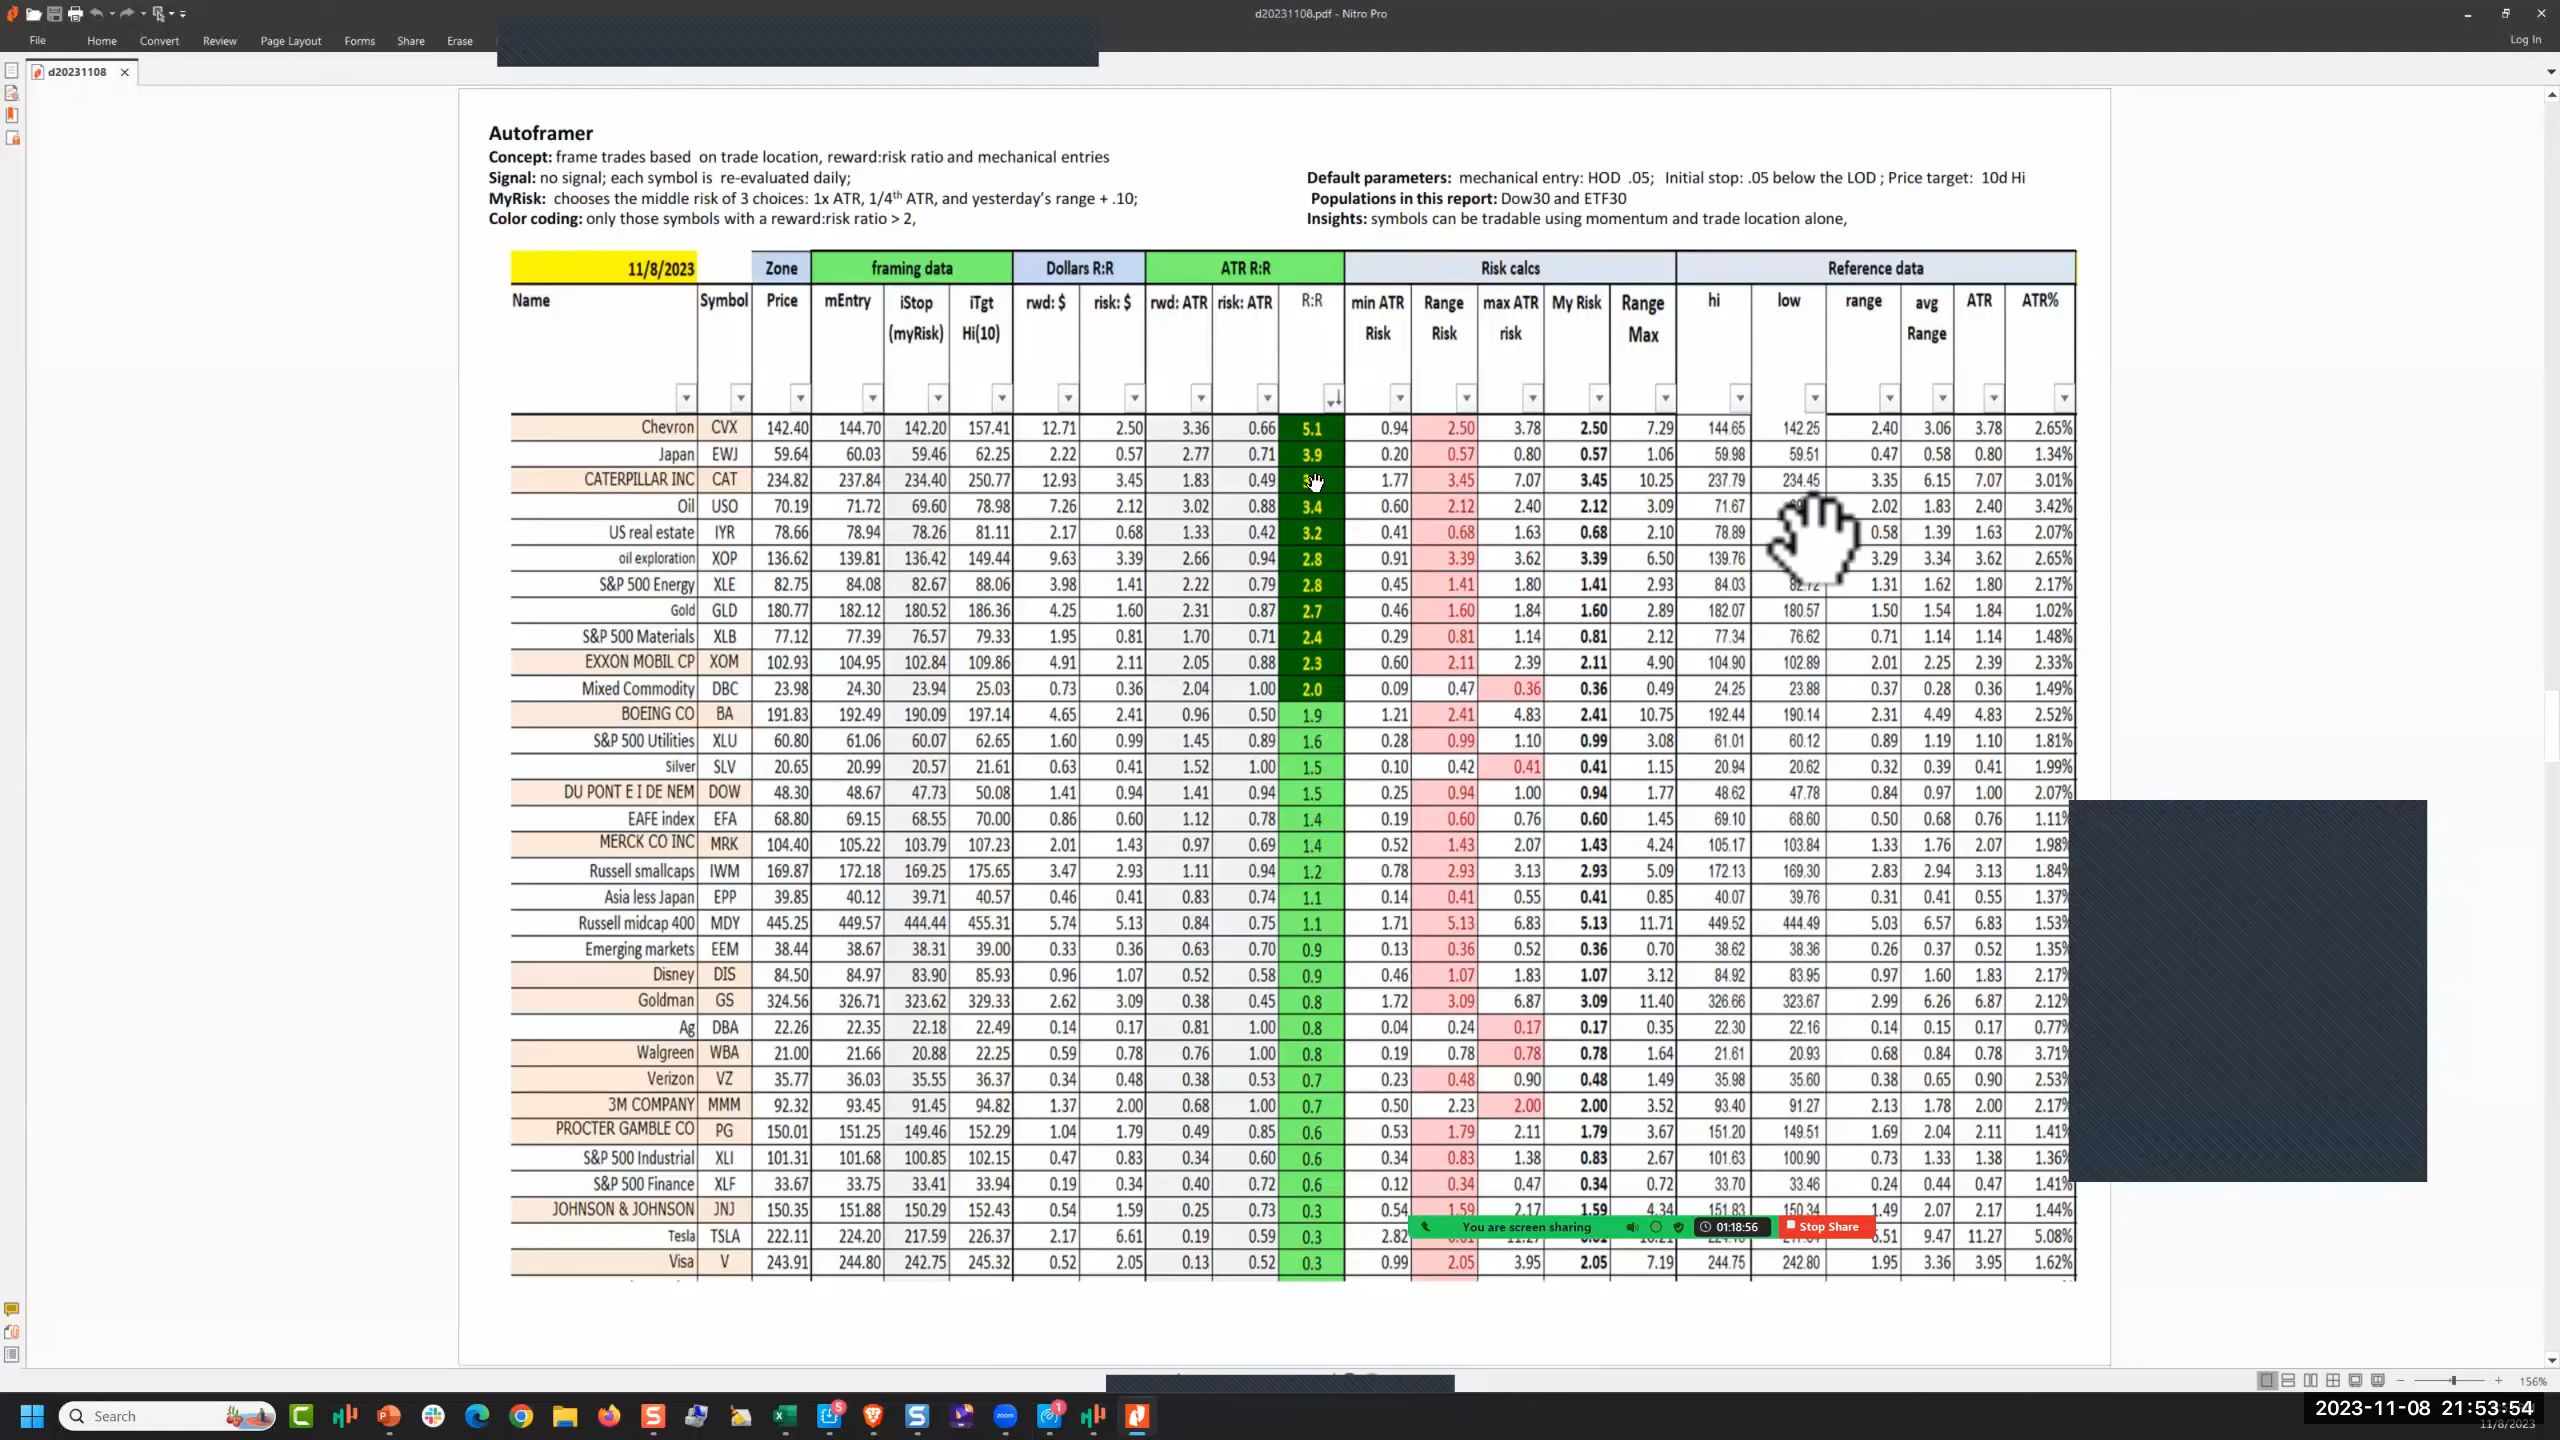 d20231108.pdf - Nitro Pro
File Home Convert Review Page Layout Forms Share Erase
Log In
d20231108
Autoframer
Concept: frame trades based on trade location, reward:risk ratio and mechanical entries
Signal: no signal; each symbol is re-evaluated daily;
MyRisk: chooses the middle risk of 3 choices: 1x ATR, 1/4th ATR, and yesterday's range + .10;
Color coding: only those symbols with a reward:risk ratio > 2,
Default parameters: mechanical entry: HOD .05; Initial stop: .05 below the LOD ; Price target: 10d Hi
Populations in this report: Dow30 and ETF30
Insights: symbols can be tradable using momentum and trade location alone,
11/8/2023 Zone framing data Dollars R:R ATR R:R Risk calcs Reference data
Name Symbol Price mEntry iStop iTgt rwd: $ risk: $ rwd: ATR risk: ATR R:R min ATR Range max ATR My Risk Range hi low range avg ATR ATR%
(myRisk) Hi(10) Risk Risk risk Max Range
Chevron CVX 142.40 144.70 142.20 157.41 12.71 2.50 3.36 0.66 5.1 0.94 2.50 3.78 2.50 7.29 144.65 142.25 2.40 3.06 3.78 2.65%
Japan EWJ 59.64 60.03 59.46 62.25 2.22 0.57 2.77 0.71 3.9 0.20 0.57 0.80 0.57 1.06 59.98 59.51 0.47 0.58 0.80 1.34%
CATERPILLAR INC CAT 234.82 237.84 234.40 250.77 12.93 3.45 1.83 0.49 1.77 3.45 7.07 3.45 10.25 237.79 234.45 3.35 6.15 7.07 3.01%
Oil USO 70.19 71.72 69.60 78.98 7.26 2.12 3.02 0.88 3.4 0.60 2.12 2.40 2.12 3.09 71.67 2.02 1.83 2.40 3.42%
US real estate IYR 78.66 78.94 78.26 81.11 2.17 0.68 1.33 0.42 3.2 0.41 0.68 1.63 0.68 2.10 78.89 0.58 1.39 1.63 2.07%
oil exploration XOP 136.62 139.81 136.42 149.44 9.63 3.39 2.66 0.94 2.8 0.91 3.39 3.62 3.39 6.50 139.76 3.29 3.34 3.62 2.65%
S&P 500 Energy XLE 82.75 84.08 82.67 88.06 3.98 1.41 2.22 0.79 2.8 0.45 1.41 1.80 1.41 2.93 84.03 82.72 1.31 1.62 1.80 2.17%
Gold GLD 180.77 182.12 180.52 186.36 4.25 1.60 2.31 0.87 2.7 0.46 1.60 1.84 1.60 2.89 182.07 180.57 1.50 1.54 1.84 1.02%
S&P 500 Materials XLB 77.12 77.39 76.57 79.33 1.95 0.81 1.70 0.71 2.4 0.29 0.81 1.14 0.81 2.12 77.34 76.62 0.71 1.14 1.14 1.48%
EXXON MOBIL CP XOM 102.93 104.95 102.84 109.86 4.91 2.11 2.05 0.88 2.3 0.60 2.11 2.39 2.11 4.90 104.90 102.89 2.01 2.25 2.39 2.33%
Mixed Commodity DBC 23.98 24.30 23.94 25.03 0.73 0.36 2.04 1.00 2.0 0.09 0.47 0.36 0.36 0.49 24.25 23.88 0.37 0.28 0.36 1.49%
BOEING CO BA 191.83 192.49 190.09 197.14 4.65 2.41 0.96 0.50 1.9 1.21 2.41 4.83 2.41 10.75 192.44 190.14 2.31 4.49 4.83 2.52%
S&P 500 Utilities XLU 60.80 61.06 60.07 62.65 1.60 0.99 1.45 0.89 1.6 0.28 0.99 1.10 0.99 3.08 61.01 60.12 0.89 1.19 1.10 1.81%
Silver SLV 20.65 20.99 20.57 21.61 0.63 0.41 1.52 1.00 1.5 0.10 0.42 0.41 0.41 1.15 20.94 20.62 0.32 0.39 0.41 1.99%
DU PONT E I DE NEM DOW 48.30 48.67 47.73 50.08 1.41 0.94 1.41 0.94 1.5 0.25 0.94 1.00 0.94 1.77 48.62 47.78 0.84 0.97 1.00 2.07%
EAFE index EFA 68.80 69.15 68.55 70.00 0.86 0.60 1.12 0.78 1.4 0.19 0.60 0.76 0.60 1.45 69.10 68.60 0.50 0.68 0.76 1.11%
MERCK CO INC MRK 104.40 105.22 103.79 107.23 2.01 1.43 0.97 0.69 1.4 0.52 1.43 2.07 1.43 4.24 105.17 103.84 1.33 1.76 2.07 1.98%
Russell smallcaps IWM 169.87 172.18 169.25 175.65 3.47 2.93 1.11 0.94 1.2 0.78 2.93 3.13 2.93 5.09 172.13 169.30 2.83 2.94 3.13 1.84%
Asia less Japan EPP 39.85 40.12 39.71 40.57 0.46 0.41 0.83 0.74 1.1 0.14 0.41 0.55 0.41 0.85 40.07 39.76 0.31 0.41 0.55 1.37%
Russell midcap 400 MDY 445.25 449.57 444.44 455.31 5.74 5.13 0.84 0.75 1.1 1.71 5.13 6.83 5.13 11.71 449.52 444.49 5.03 6.57 6.83 1.53%
Emerging markets EEM 38.44 38.67 38.31 39.00 0.33 0.36 0.63 0.70 0.9 0.13 0.36 0.52 0.36 0.70 38.62 38.36 0.26 0.37 0.52 1.35%
Disney DIS 84.50 84.97 83.90 85.93 0.96 1.07 0.52 0.58 0.9 0.46 1.07 1.83 1.07 3.12 84.92 83.95 0.97 1.60 1.83 2.17%
Goldman GS 324.56 326.71 323.62 329.33 2.62 3.09 0.38 0.45 0.8 1.72 3.09 6.87 3.09 11.40 326.66 323.67 2.99 6.26 6.87 2.12%
Ag DBA 22.26 22.35 22.18 22.49 0.14 0.17 0.81 1.00 0.8 0.04 0.24 0.17 0.17 0.35 22.30 22.16 0.14 0.15 0.17 0.77%
Walgreen WBA 21.00 21.66 20.88 22.25 0.59 0.78 0.76 1.00 0.8 0.19 0.78 0.78 0.78 1.64 21.61 20.93 0.68 0.84 0.78 3.71%
Verizon VZ 35.77 36.03 35.55 36.37 0.34 0.48 0.38 0.53 0.7 0.23 0.48 0.90 0.48 1.49 35.98 35.60 0.38 0.65 0.90 2.53%
3M COMPANY MMM 92.32 93.45 91.45 94.82 1.37 2.00 0.68 1.00 0.7 0.50 2.23 2.00 2.00 3.52 93.40 91.27 2.13 1.78 2.00 2.17%
PROCTER GAMBLE CO PG 150.01 151.25 149.46 152.29 1.04 1.79 0.49 0.85 0.6 0.53 1.79 2.11 1.79 3.67 151.20 149.51 1.69 2.04 2.11 1.41%
S&P 500 Industrial XLI 101.31 101.68 100.85 102.15 0.47 0.83 0.34 0.60 0.6 0.34 0.83 1.38 0.83 2.67 101.63 100.90 0.73 1.33 1.38 1.36%
S&P 500 Finance XLF 33.67 33.75 33.41 33.94 0.19 0.34 0.40 0.72 0.6 0.12 0.34 0.47 0.34 0.72 33.70 33.46 0.24 0.44 0.47 1.41%
JOHNSON & JOHNSON JNJ 150.35 151.88 150.29 152.43 0.54 1.59 0.25 0.73 0.3 0.54 1.59 2.17 1.59 4.34 151.83 150.34 1.49 2.07 2.17 1.44%
You are screen sharing 01:18:56 Stop Share
Tesla TSLA 222.11 224.20 217.59 226.37 2.17 6.61 0.19 0.59 0.3 2.82 6.51 9.47 11.27 5.08%
Visa V 243.91 244.80 242.75 245.32 0.52 2.05 0.13 0.52 0.3 0.99 2.05 3.95 2.05 7.19 244.75 242.80 1.95 3.36 3.95 1.62%
156%
Search
zoom
5
1
2023-11-08 21:53:54
11/8/2023